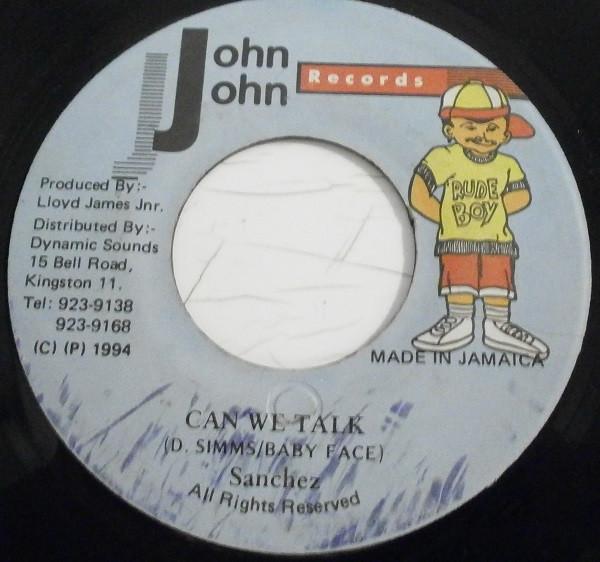 John
John
Records
RUDE
BOY
Produced By:-
Lloyd James Jnr.
Distributed By:-
Dynamic Sounds
15 Bell Road,
Kingston 11.
Tel: 923-9138
923-9168
(C) (P) 1994
MADE IN JAMAICA
CAN WE TALK
(D. SIMMS/BABY FACE)
Sanchez
All Rights Reserved